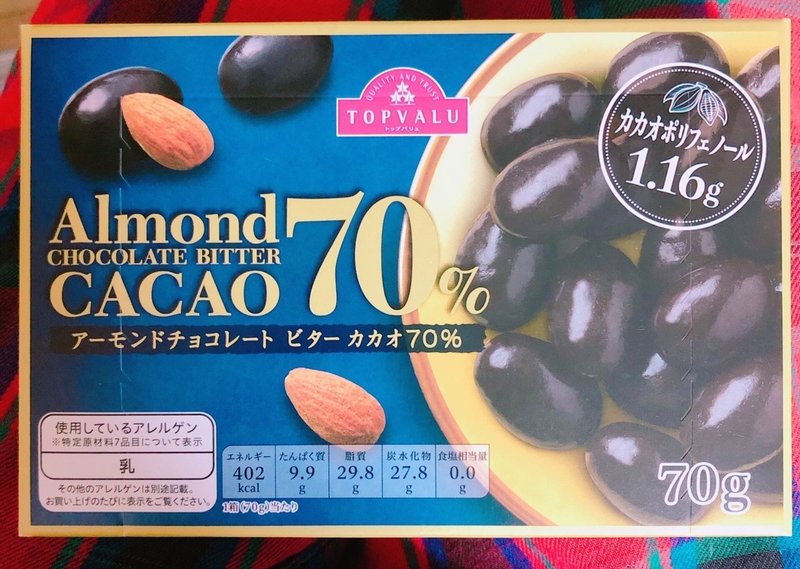 QUALITY AND TRUST
TOPVALU
トップバリュ
カカオポリフェノール
1.16g
Almond
CHOCOLATE BITTER
CACAO
70%
アーモンドチョコレート ビター カカオ70%
使用しているアレルゲン
※特定原材料7品目について表示
乳
その他のアレルゲンは別途記載。
お買い上げのたびに表示をご覧ください。
エネルギー たんぱく質 脂質 炭水化物 食塩相当量
402 9.9 29.8 27.8 0.0
kcal g g g g
1箱(70g)当たり
70g